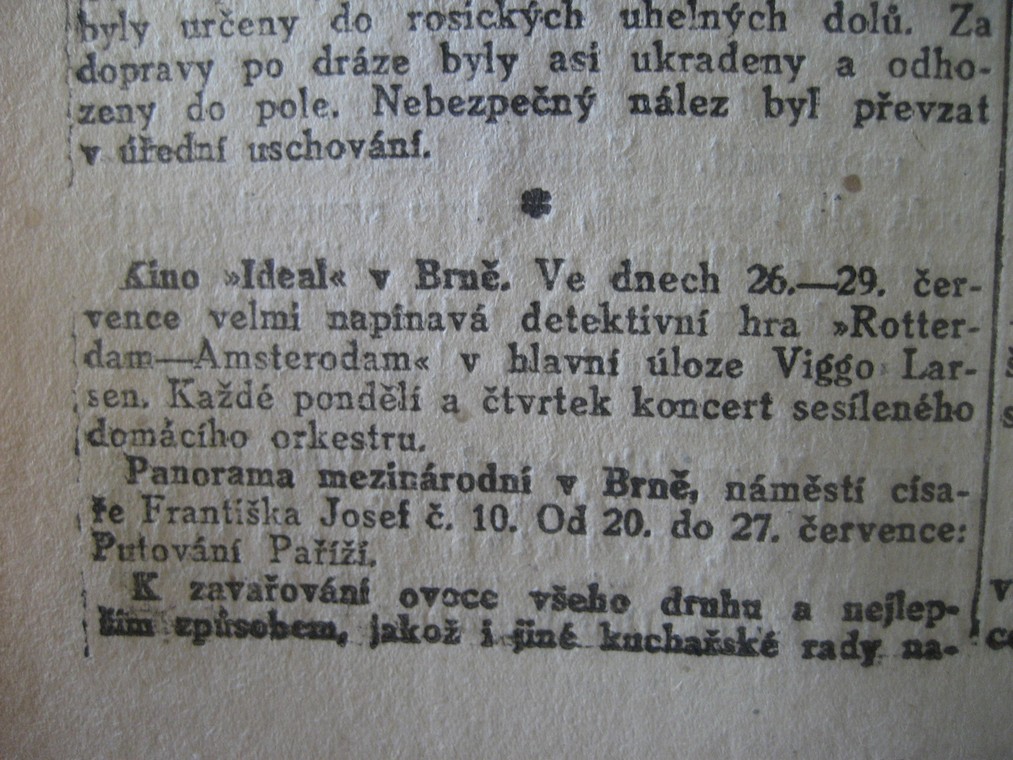 byly určeny do rosických uhelných dolů. Za
dopravy po dráze byly asi ukradeny a odho-
zeny do pole. Nebezpečný nález byl převzat
v úřední uschování.
*
Kino »Ideal« v Brně. Ve dnech 26.—29. čer-
vence velmi napínavá detektivní hra »Rotter-
dam—Amsterodam« v hlavní úloze Viggo Lar-
sen. Každé pondělí a čtvrtek koncert sesíleného
domácího orkestru.
Panorama mezinárodní v Brně, náměstí císa-
ře Františka Josef č. 10. Od 20. do 27. července:
Putování Paříží.
K zavařování ovoce všeho druhu a nejlep-
ším způsobem, jakož i jiné kuchařské rady na-